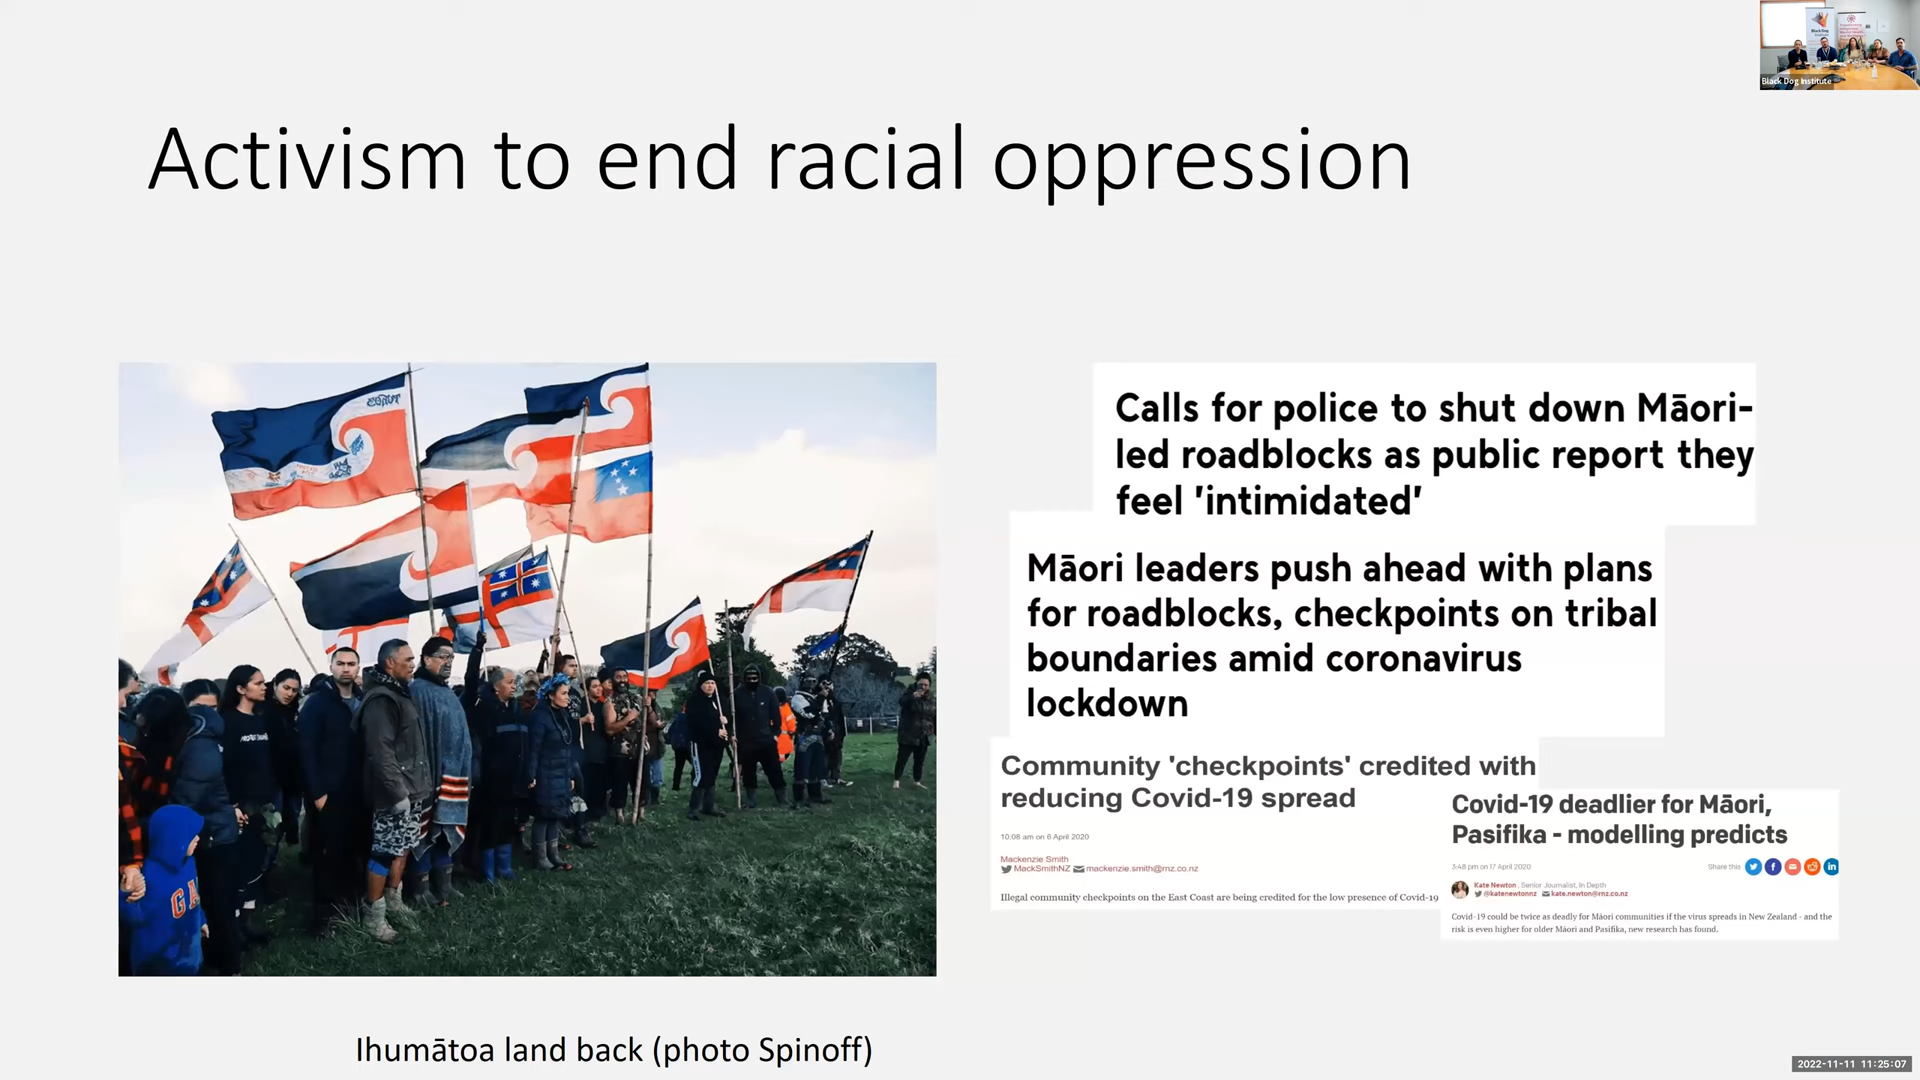 Black Dog Institute
Activism to end racial oppression
Calls for police to shut down Māori-
led roadblocks as public report they
feel 'intimidated'
Māori leaders push ahead with plans
for roadblocks, checkpoints on tribal
boundaries amid coronavirus
lockdown
Community 'checkpoints' credited with
reducing Covid-19 spread
10:08 am on 6 April 2020
Mackenzie Smith
MackSmithNZ mackenzie.smith@rnz.co.nz
Illegal community checkpoints on the East Coast are being credited for the low presence of Covid-19
Covid-19 deadlier for Māori,
Pasifika - modelling predicts
3:48 pm on 17 April 2020
Share this
Kate Newton, Senior Journalist, In Depth
@katenewtonnz kate.newton@rnz.co.nz
Covid-19 could be twice as deadly for Māori communities if the virus spreads in New Zealand - and the
risk is even higher for older Māori and Pasifika, new research has found.
GA
Ihumātoa land back (photo Spinoff)
2022-11-11 11:25:07